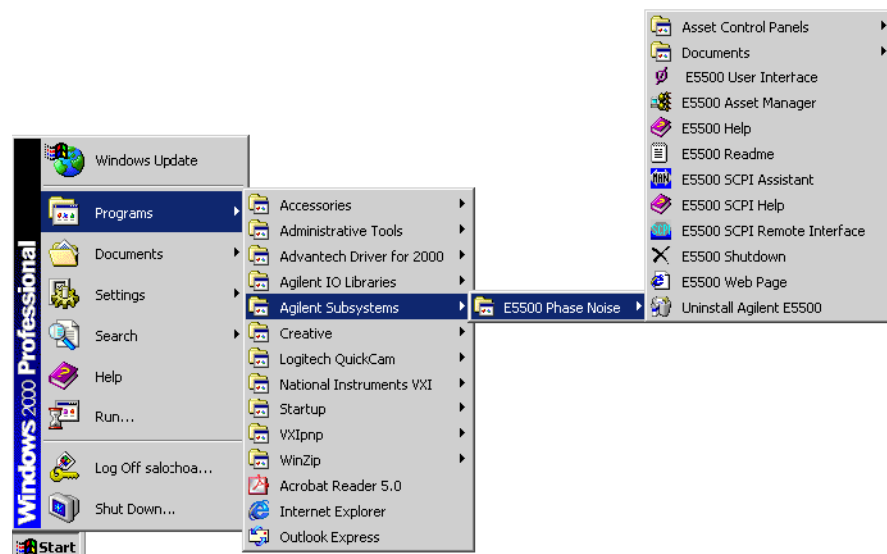 Windows 2000 Professional
Windows Update
Programs
Documents
Settings
Search
Help
Run...
Log Off salochoa...
Shut Down...
Start
Accessories
Administrative Tools
Advantech Driver for 2000
Agilent IO Libraries
Agilent Subsystems
Creative
Logitech QuickCam
National Instruments VXI
Startup
VXIpnp
WinZip
Acrobat Reader 5.0
Internet Explorer
Outlook Express
E5500 Phase Noise
Asset Control Panels
Documents
E5500 User Interface
E5500 Asset Manager
E5500 Help
E5500 Readme
E5500 SCPI Assistant
E5500 SCPI Help
E5500 SCPI Remote Interface
E5500 Shutdown
E5500 Web Page
Uninstall Agilent E5500